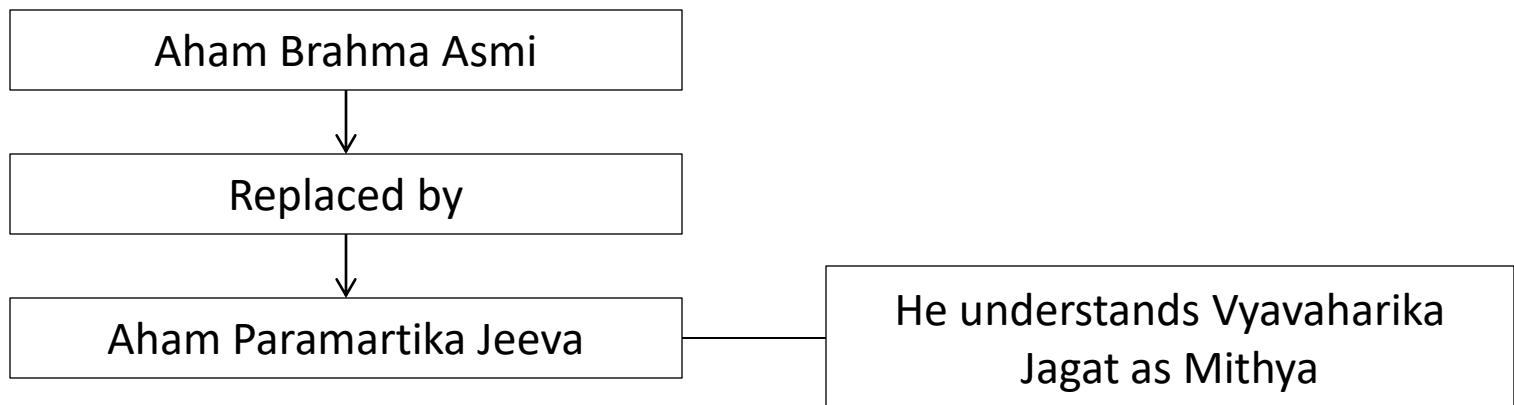 Aham Brahma Asmi
Replaced by
Aham Paramartika Jeeva
He understands Vyavaharika
Jagat as Mithya